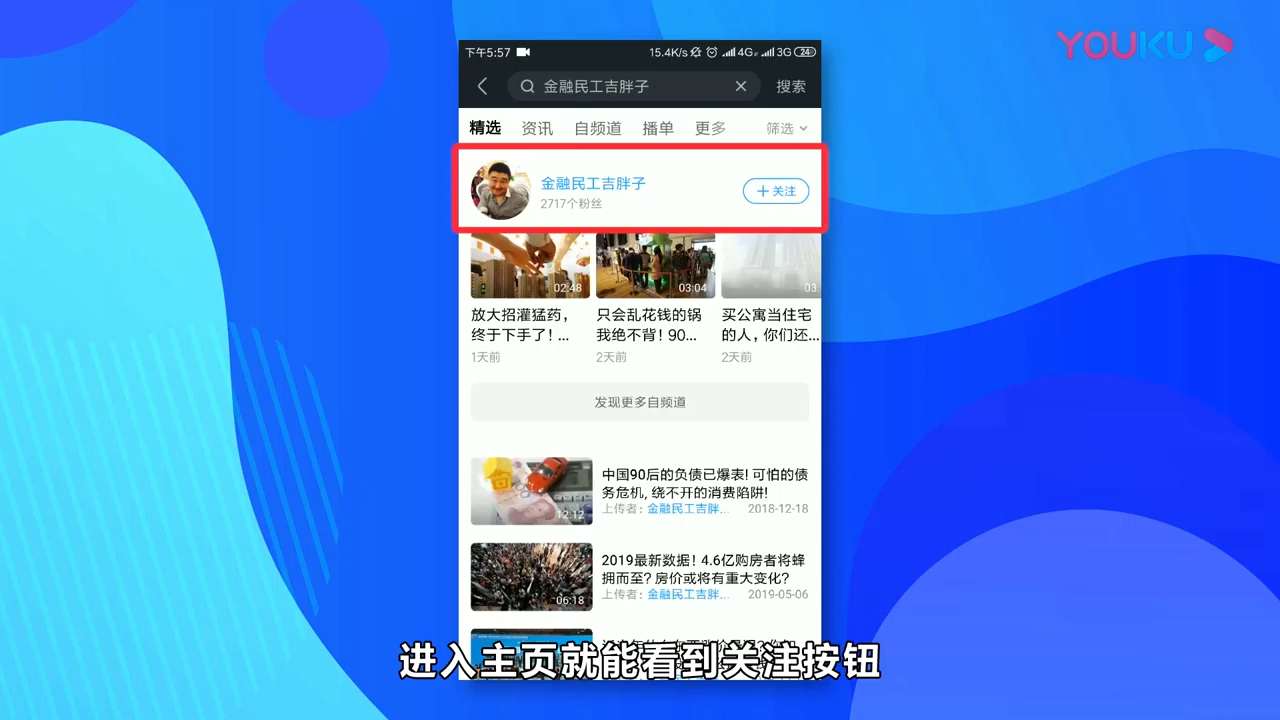 YOUKU
下午5:57
15.4K/s 4G 3G 24
金融民工吉胖子
搜索
精选 资讯 自频道 播单 更多 筛选
金融民工吉胖子
2717个粉丝
+关注
02:48
03:04
03
放大招灌猛药，
终于下手了！...
1天前
只会乱花钱的锅
我绝不背！90...
2天前
买公寓当住宅
的人，你们还...
2天前
发现更多自频道
12:12
中国90后的负债已爆表! 可怕的债
务危机, 绕不开的消费陷阱!
上传者：金融民工吉胖... 2018-12-18
06:18
2019最新数据！4.6亿购房者将蜂
拥而至? 房价或将有重大变化?
上传者：金融民工吉胖... 2019-05-06
进入主页就能看到关注按钮